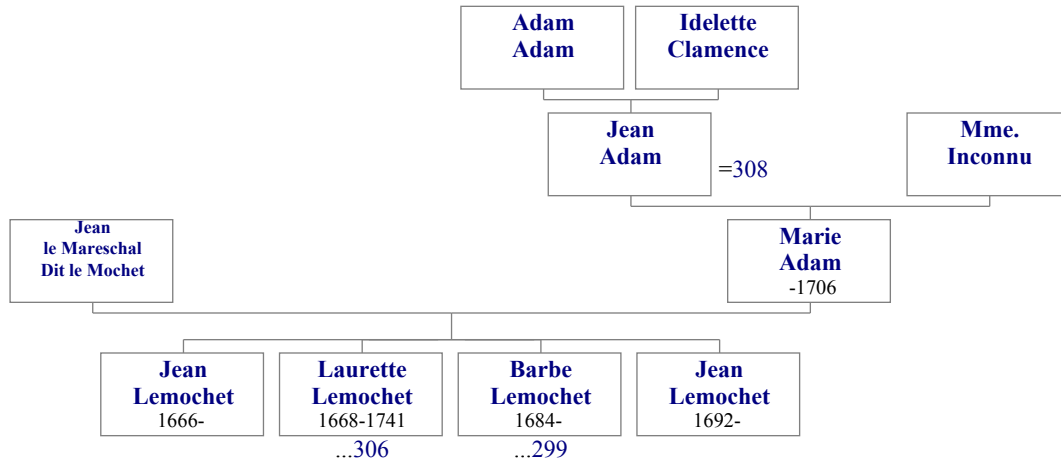 Adam
Adam
Idelette
Clamence
Jean
Adam
=308
Mme.
Inconnu
Jean
le Mareschal
Dit le Mochet
Marie
Adam
-1706
Jean
Lemochet
1666-
Laurette
Lemochet
1668-1741
...306
Barbe
Lemochet
1684-
...299
Jean
Lemochet
1692-